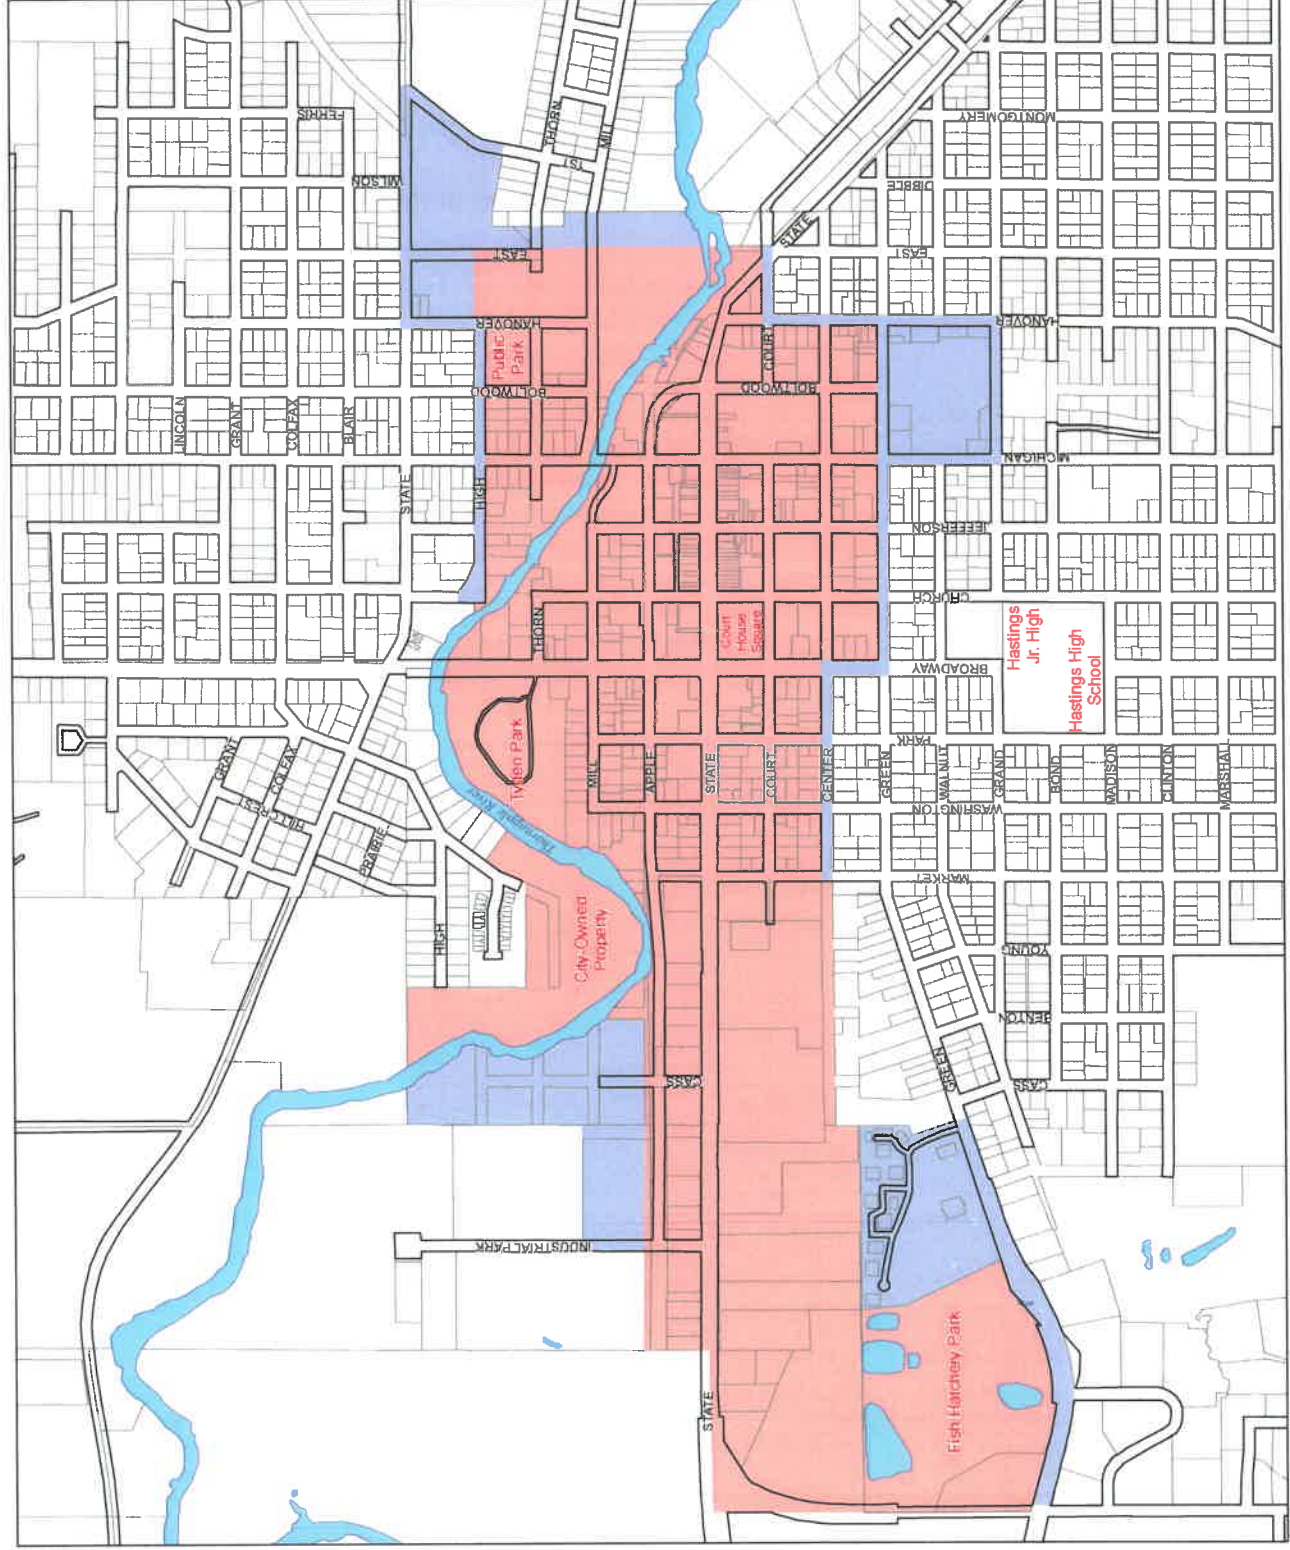 FERRIS
THORN
MILL
1ST
MONTGOMERY
WILSON
DIBBLE
EAST
STATE
EAST
HANOVER
Public
Park
BOLTWOOD
COURT
BOLTWOOD
HANOVER
LINCOLN
GRANT
COLFAX
BLAIR
STATE
HIGH
MICHIGAN
JEFFERSON
CHURCH
THORN
Court
House
Square
BROADWAY
Hastings
Jr. High
Hastings High
School
Tyden Park
Thornapple River
GRANT
COLFAX
HILLCREST
PRAIRIE
MILL
APPLE
STATE
COURT
CENTER
GREEN
PARK
WALNUT
GRAND
BOND
MADISON
CLINTON
MARSHALL
WASHINGTON
MARKET
HIGH
City-Owned
Property
YOUNG
BENTON
CASS
GREEN
CASS
INDUSTRIAL PARK
STATE
Fish Hatchery Park